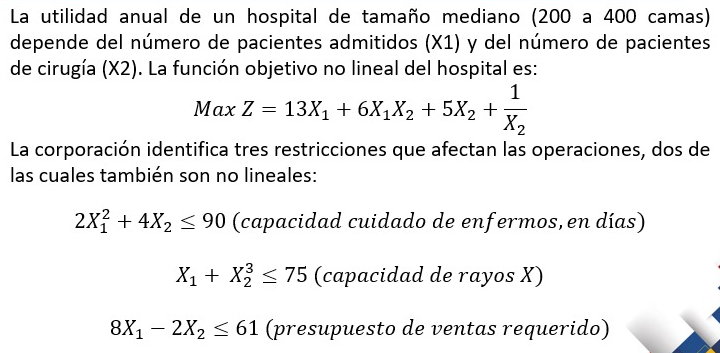 La utilidad anual de un hospital de tamaño mediano (200 a 400 camas)
depende del número de pacientes admitidos (X1) y del número de pacientes
de cirugía (X2). La función objetivo no lineal del hospital es:
Max Z = 13X₁ + 6X₁X₂ + 5X₂ + 1/X₂
La corporación identifica tres restricciones que afectan las operaciones, dos de
las cuales también son no lineales:
2X₁² + 4X₂ ≤ 90 (capacidad cuidado de enfermos, en días)
X₁ + X₂³ ≤ 75 (capacidad de rayos X)
8X₁ − 2X₂ ≤ 61 (presupuesto de ventas requerido)